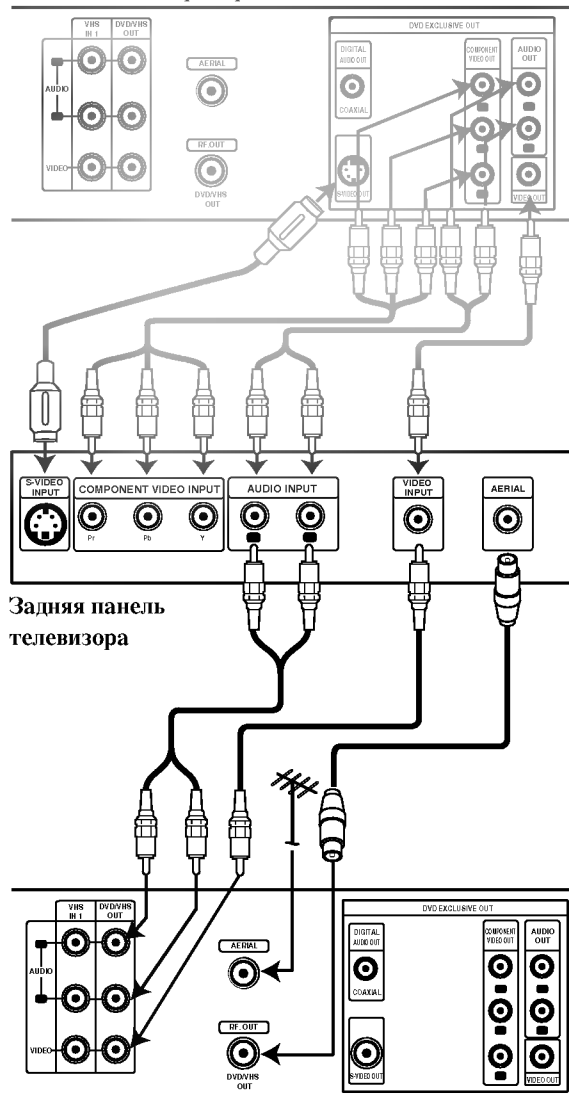 VHS
IN 1
DVD/VHS
OUT
AUDIO
VIDEO
AERIAL
RF.OUT
DVD/VHS
OUT
DVD EXCLUSIVE OUT
DIGITAL
AUDIO OUT
COAXIAL
S-VIDEO OUT
COMPONENT
VIDEO OUT
AUDIO
OUT
VIDEO OUT
S-VIDEO
INPUT
COMPONENT VIDEO INPUT
Pr
Pb
Y
AUDIO INPUT
VIDEO
INPUT
AERIAL
Задняя панель
телевизора
VHS
IN 1
DVD/VHS
OUT
AUDIO
VIDEO
AERIAL
RF.OUT
DVD/VHS
OUT
DVD EXCLUSIVE OUT
DIGITAL
AUDIO OUT
COAXIAL
S-VIDEO OUT
COMPONENT
VIDEO OUT
AUDIO
OUT
VIDEO OUT